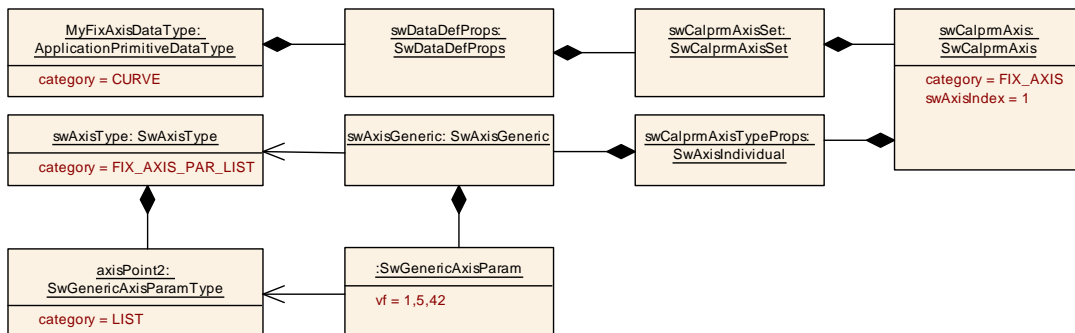 MyFixAxisDataType:
ApplicationPrimitiveDataType
category = CURVE
swDataDefProps:
SwDataDefProps
swCalprmAxisSet:
SwCalprmAxisSet
swCalprmAxis:
SwCalprmAxis
category = FIX_AXIS
swAxisIndex = 1
swAxisType: SwAxisType
category = FIX_AXIS_PAR_LIST
swAxisGeneric: SwAxisGeneric
swCalprmAxisTypeProps:
SwAxisIndividual
axisPoint2:
SwGenericAxisParamType
category = LIST
:SwGenericAxisParam
vf = 1,5,42